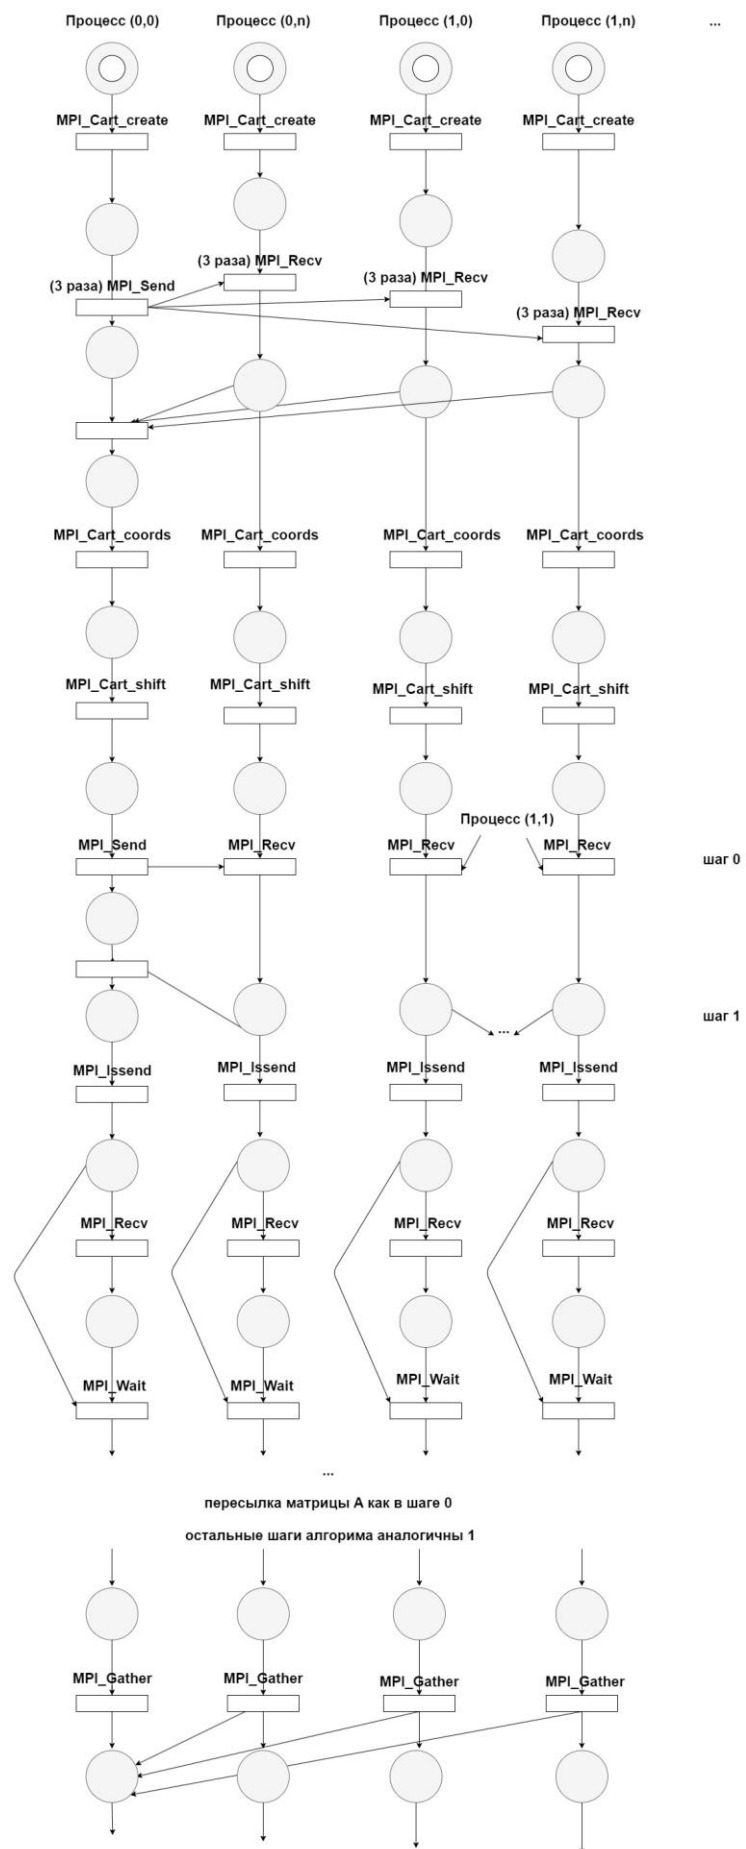 Процесс (0,0) Процесс (0,n) Процесс (1,0) Процесс (1,n) ...
MPI_Cart_create MPI_Cart_create MPI_Cart_create MPI_Cart_create
(3 раза) MPI_Recv
(3 раза) MPI_Recv
(3 раза) MPI_Send
(3 раза) MPI_Recv
MPI_Cart_coords MPI_Cart_coords MPI_Cart_coords MPI_Cart_coords
MPI_Cart_shift MPI_Cart_shift MPI_Cart_shift MPI_Cart_shift
Процесс (1,1)
MPI_Send MPI_Recv MPI_Recv MPI_Recv
шаг 0
...
шаг 1
MPI_Issend MPI_Issend MPI_Issend MPI_Issend
MPI_Recv MPI_Recv MPI_Recv MPI_Recv
MPI_Wait MPI_Wait MPI_Wait MPI_Wait
...
пересылка матрицы А как в шаге 0
остальные шаги алгорима аналогичны 1
MPI_Gather MPI_Gather MPI_Gather MPI_Gather